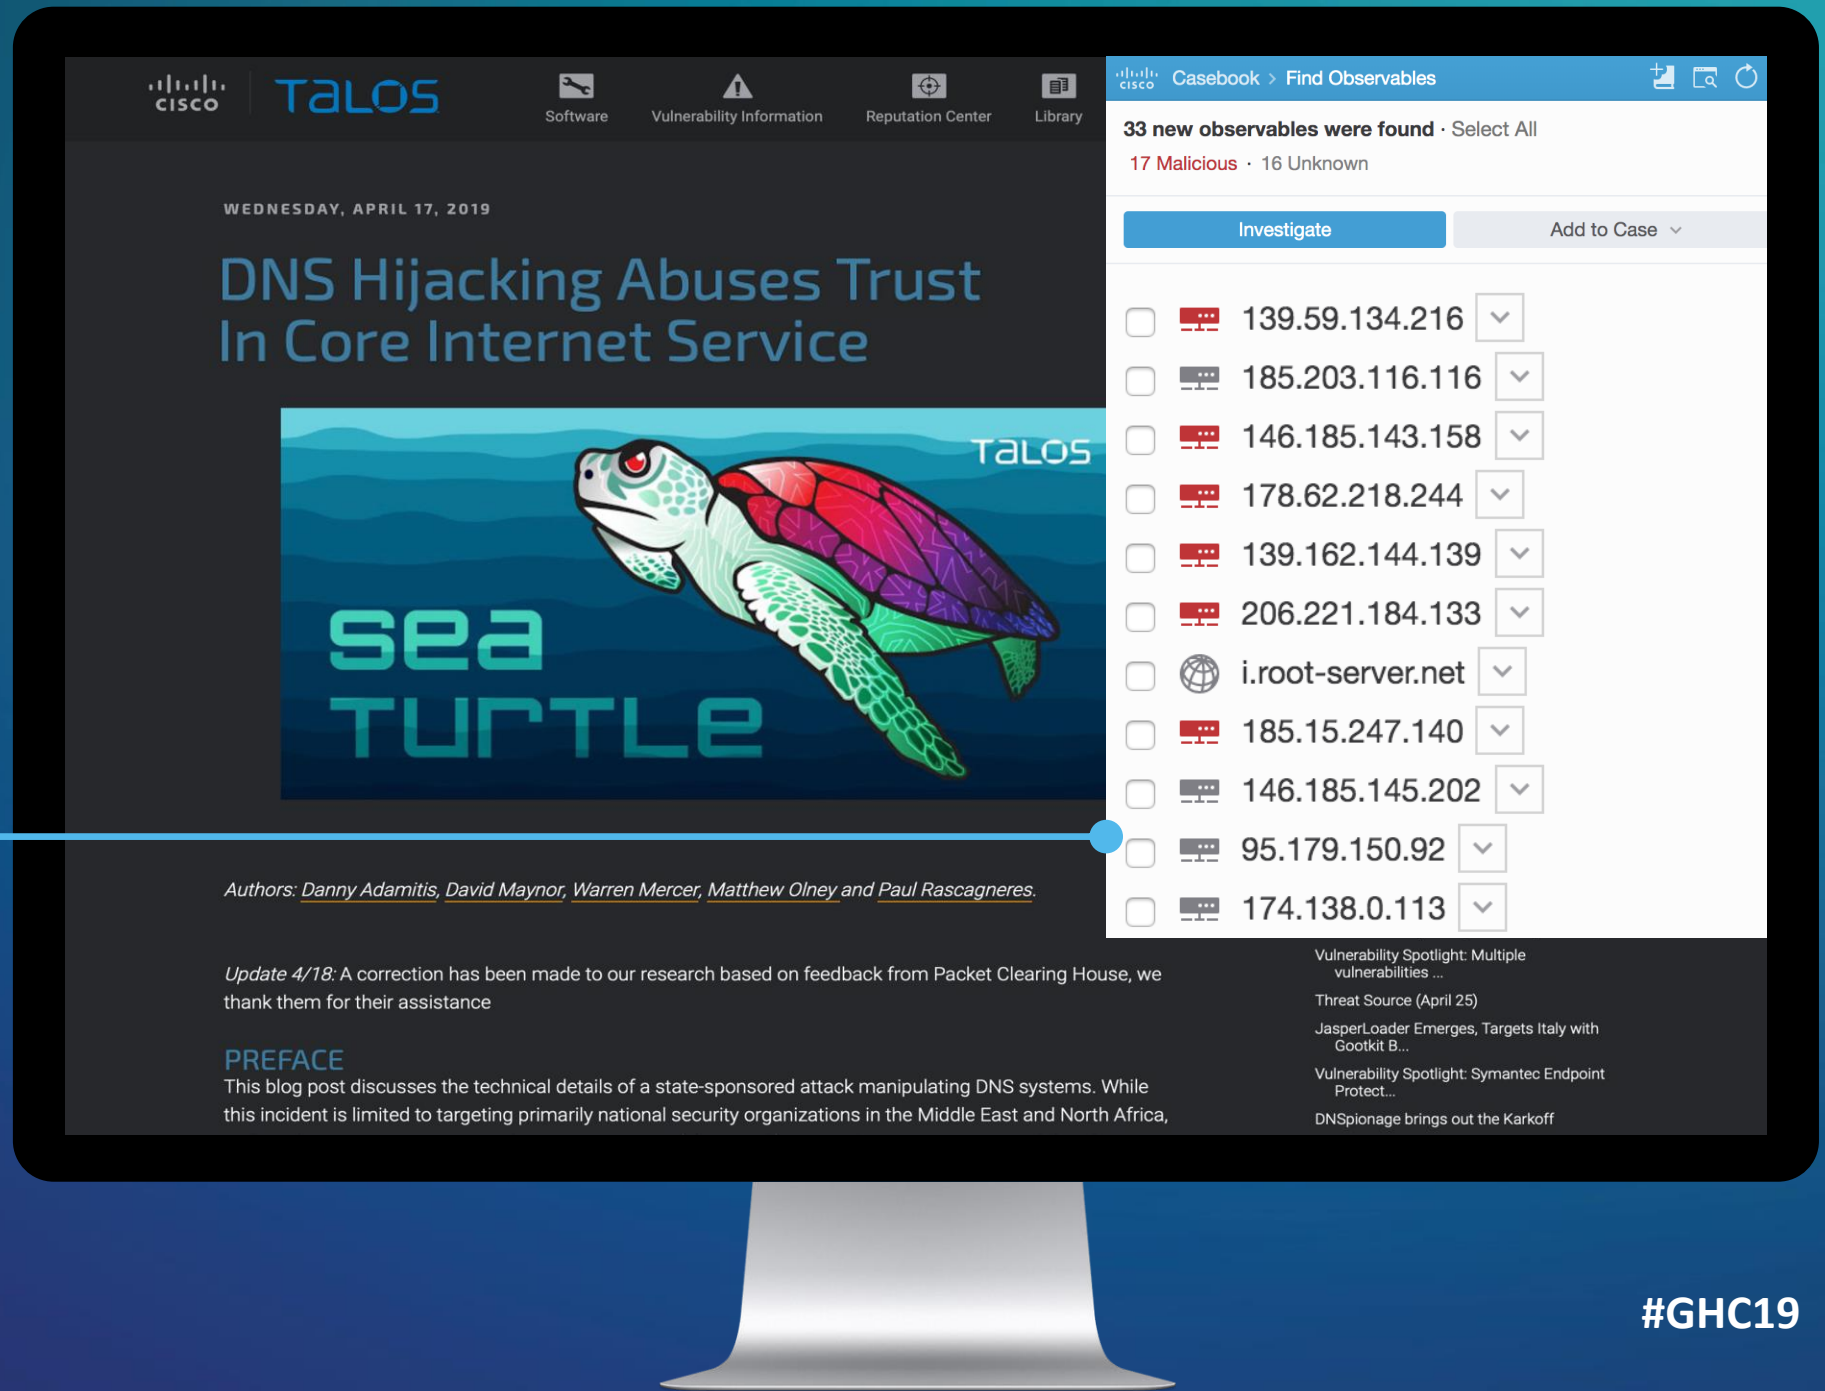 CISCO TALOS
Software
Vulnerability Information
Reputation Center
Library
WEDNESDAY, APRIL 17, 2019
DNS Hijacking Abuses Trust
In Core Internet Service
TALOS
sea
TURTLE
Authors: Danny Adamitis, David Maynor, Warren Mercer, Matthew Olney and Paul Rascagneres.
Update 4/18: A correction has been made to our research based on feedback from Packet Clearing House, we
thank them for their assistance
PREFACE
This blog post discusses the technical details of a state-sponsored attack manipulating DNS systems. While
this incident is limited to targeting primarily national security organizations in the Middle East and North Africa,
CISCO Casebook > Find Observables
33 new observables were found · Select All
17 Malicious · 16 Unknown
Investigate
Add to Case
139.59.134.216
185.203.116.116
146.185.143.158
178.62.218.244
139.162.144.139
206.221.184.133
i.root-server.net
185.15.247.140
146.185.145.202
95.179.150.92
174.138.0.113
Vulnerability Spotlight: Multiple
vulnerabilities ...
Threat Source (April 25)
JasperLoader Emerges, Targets Italy with
Gootkit B...
Vulnerability Spotlight: Symantec Endpoint
Protect...
DNSpionage brings out the Karkoff
#GHC19